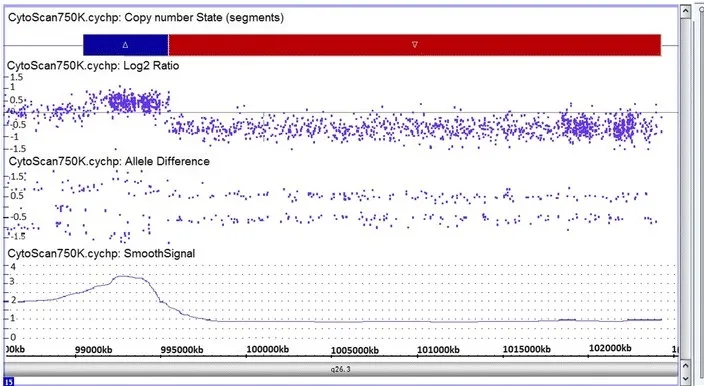 CytoScan750K.cychp: Copy number State (segments)
CytoScan750K.cychp: Log2 Ratio
1.5
1
0.5
0
-0.5
-1
-1.5
CytoScan750K.cychp: Allele Difference
1.5
0.5
-0.5
-1.5
CytoScan750K.cychp: SmoothSignal
4
3
2
1
0
00kb 99000kb 995000kb 100000kb 1005000kb 101000kb 1015000kb 102000kb
q26.3
15